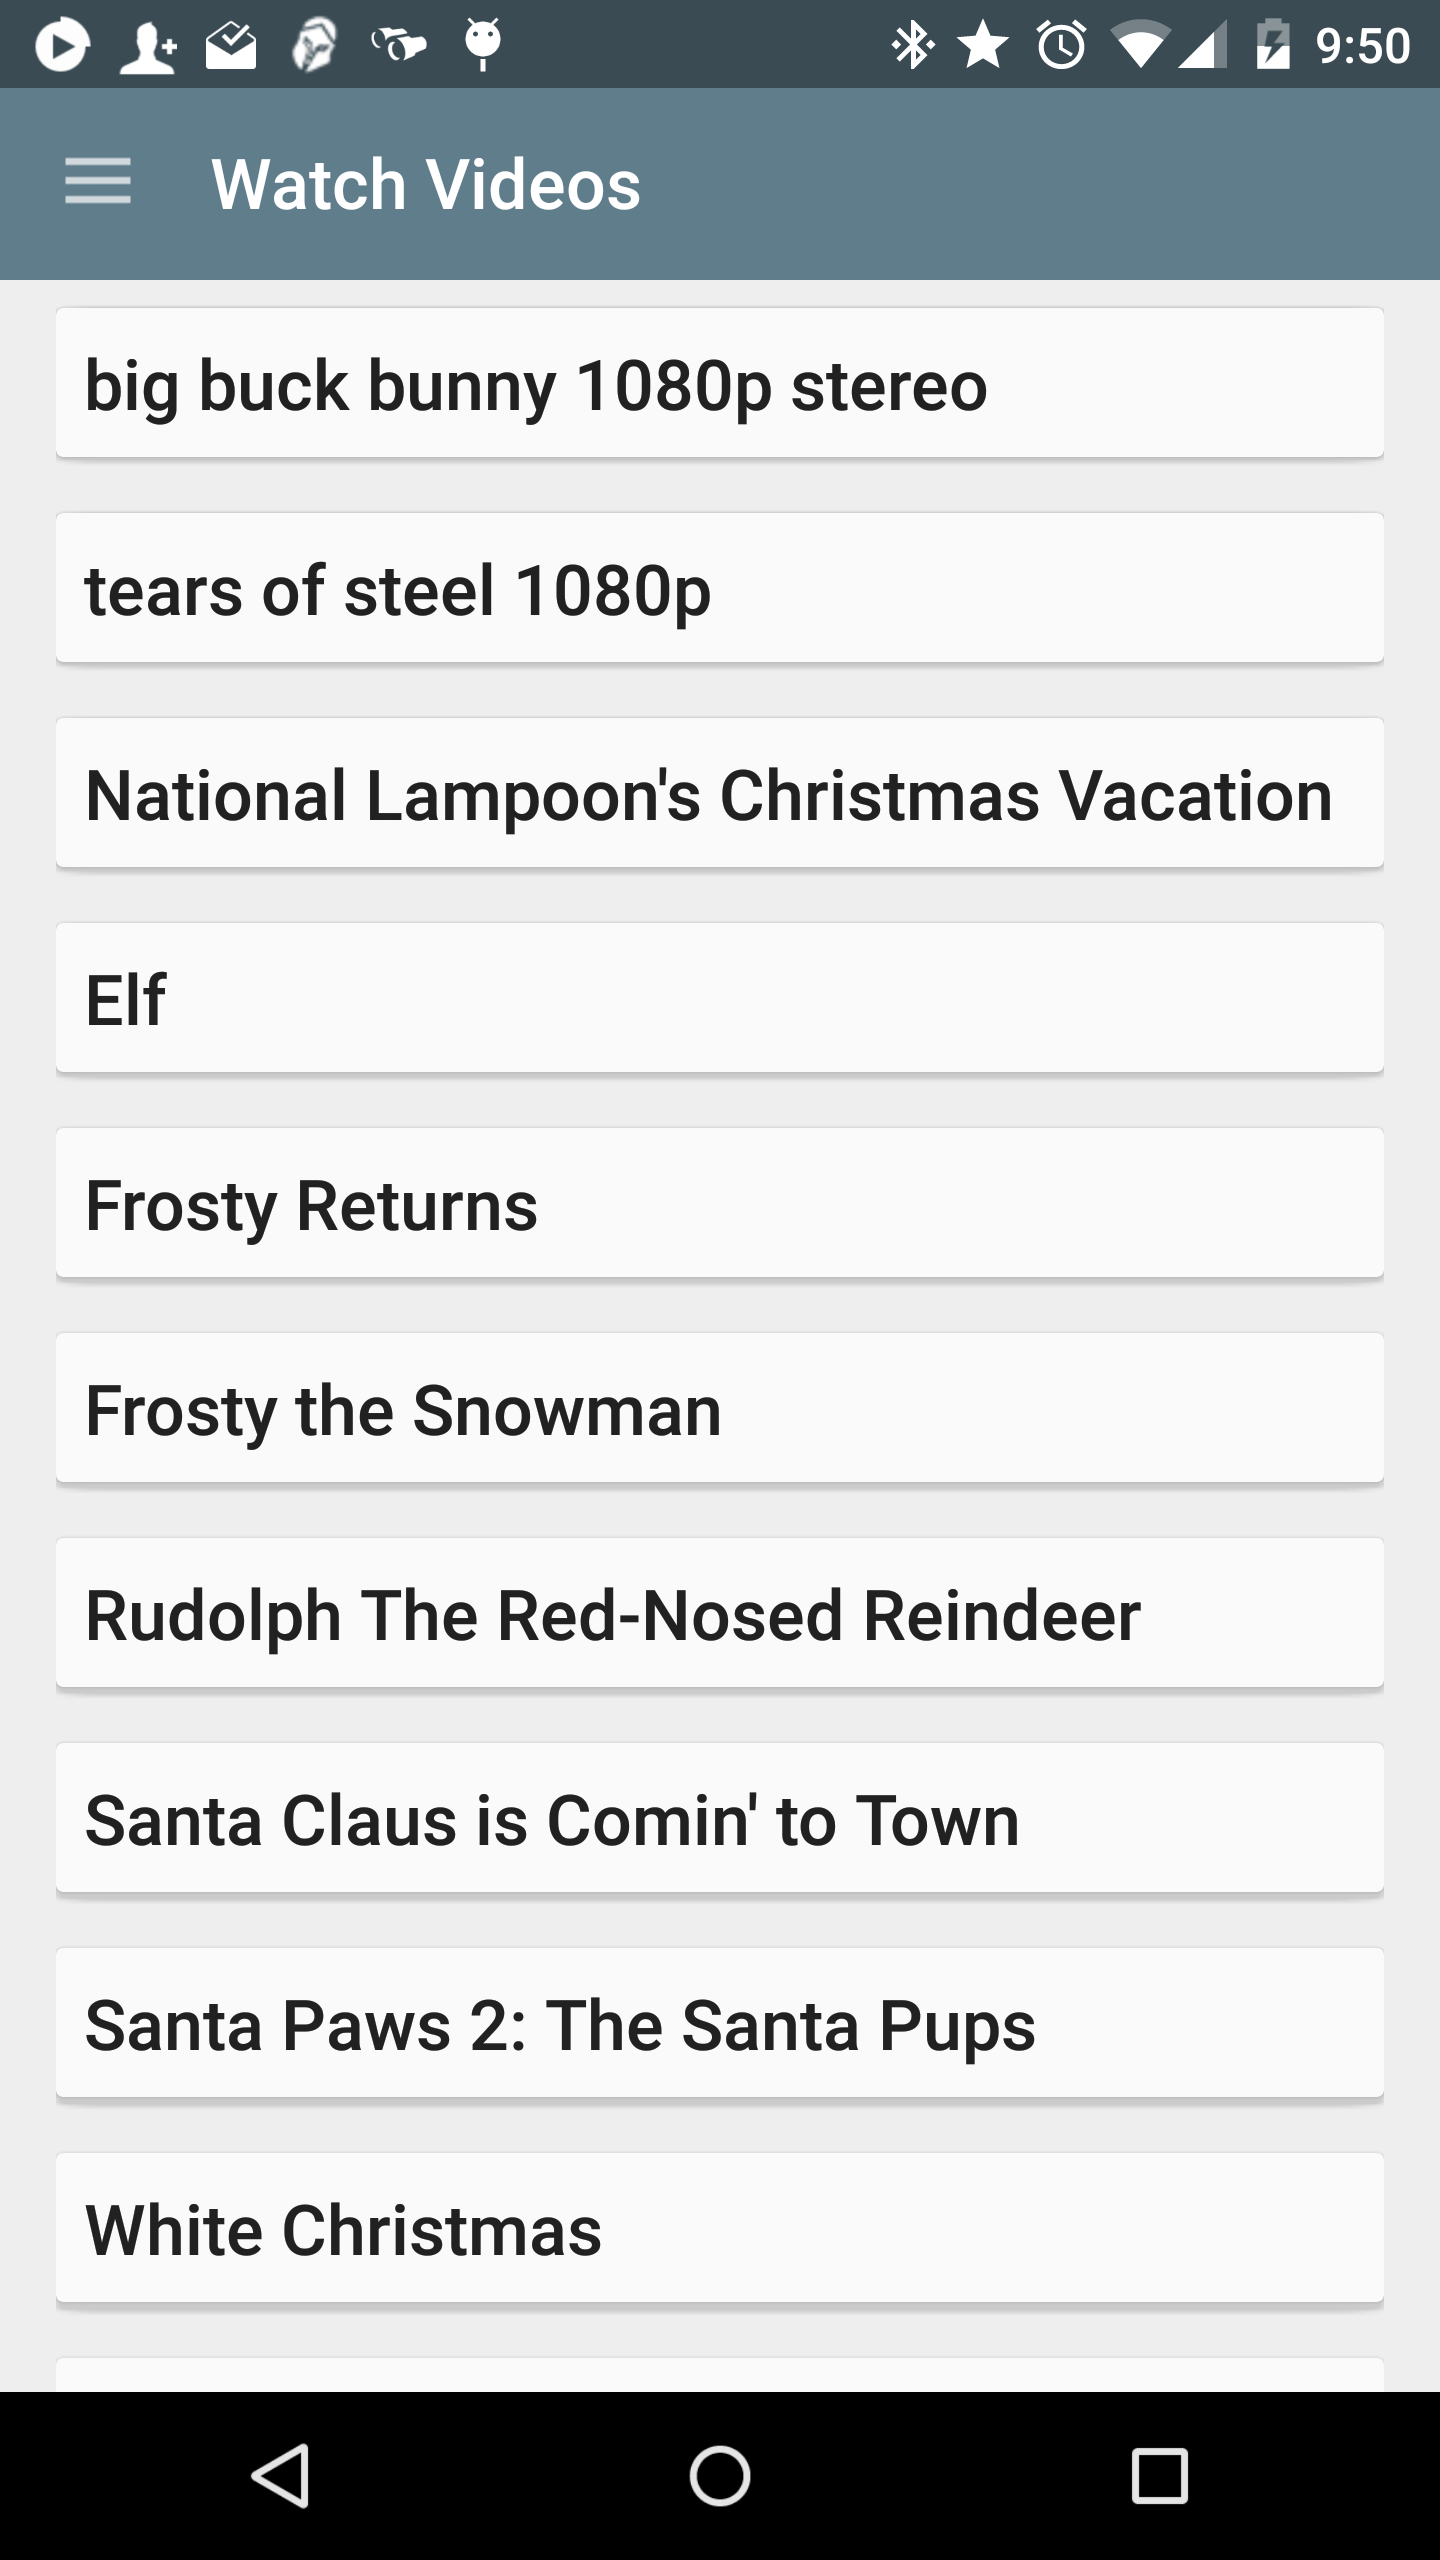 9:50
Watch Videos
big buck bunny 1080p stereo
tears of steel 1080p
National Lampoon's Christmas Vacation
Elf
Frosty Returns
Frosty the Snowman
Rudolph The Red-Nosed Reindeer
Santa Claus is Comin' to Town
Santa Paws 2: The Santa Pups
White Christmas